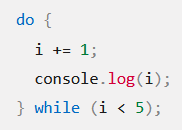 do {
  i += 1;
  console.log(i);
} while (i < 5);